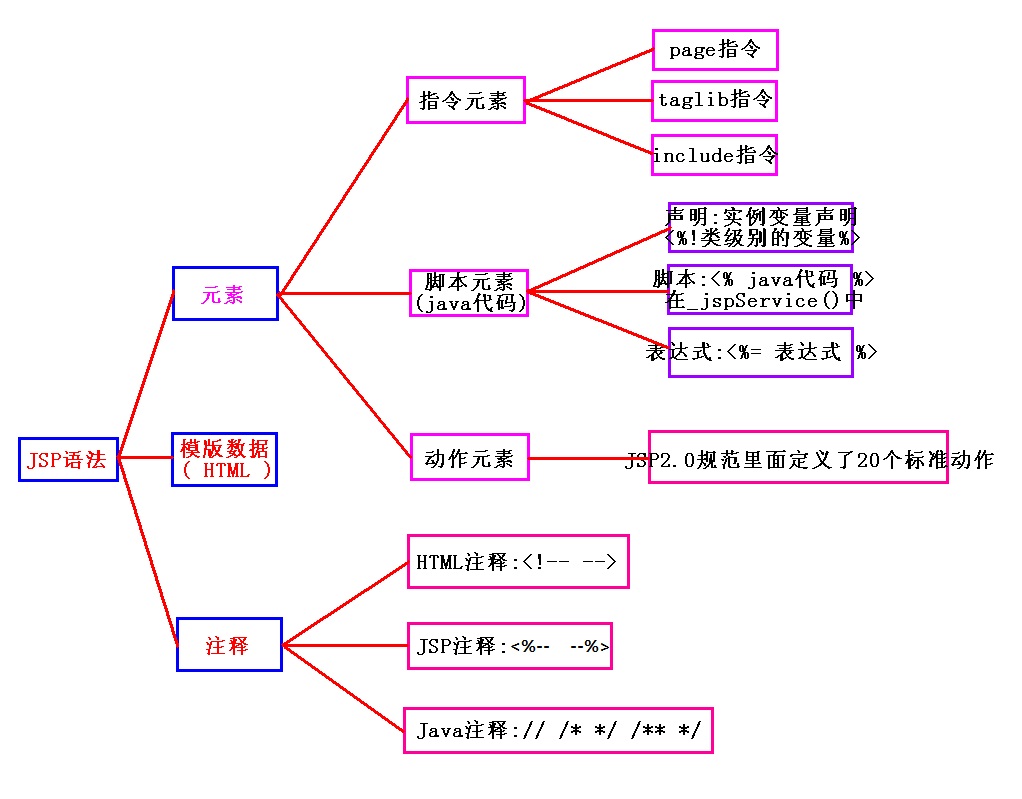 JSP语法
元素
指令元素
page指令
taglib指令
include指令
脚本元素
(java代码)
声明:实例变量声明
<%!类级别的变量%>
脚本:<% java代码 %>
在_jspService()中
表达式:<%= 表达式 %>
动作元素
JSP2.0规范里面定义了20个标准动作
模版数据
( HTML )
注释
HTML注释:<!-- -->
JSP注释:<%-- --%>
Java注释:// /* */ /** */